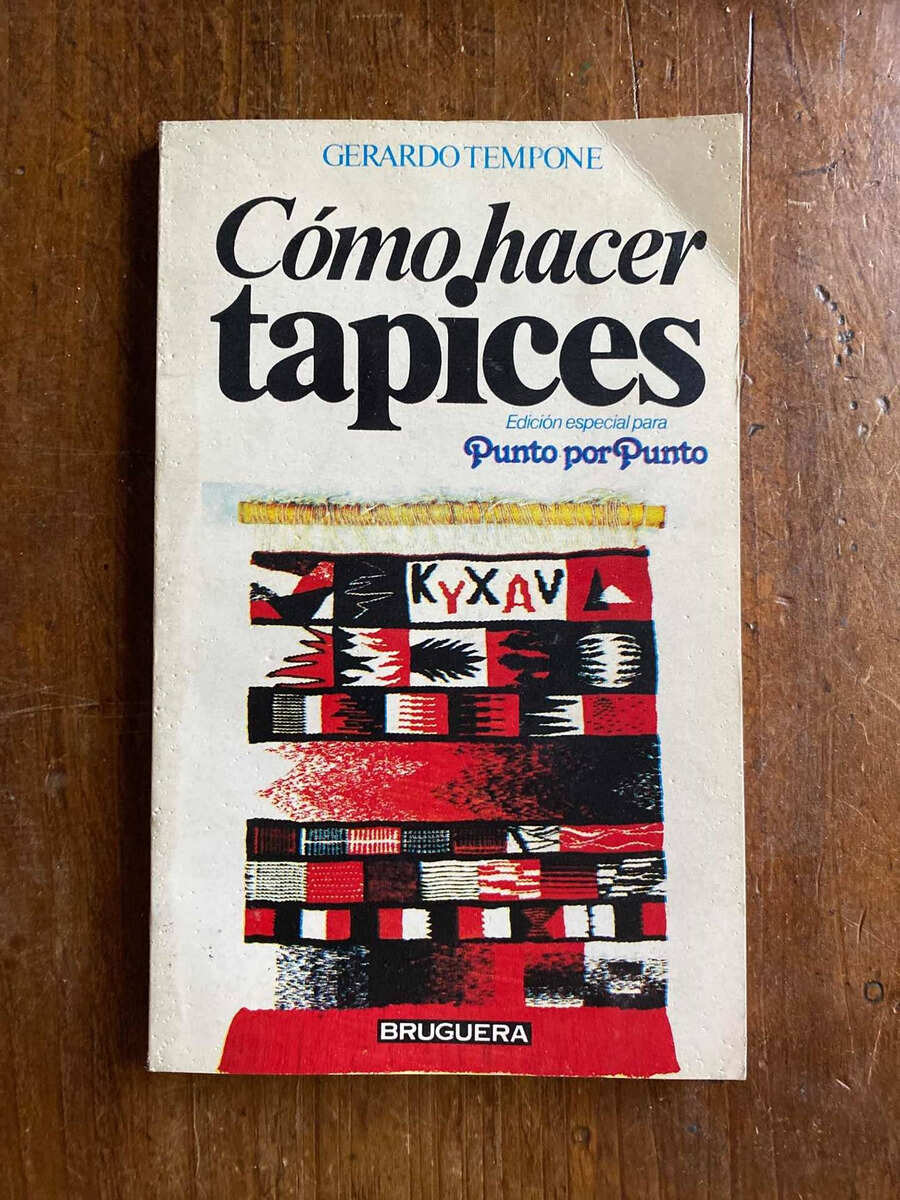 GERARDO TEMPONE
Cómo hacer
tapices
Edición especial para
Punto por Punto
KYXAV
BRUGUERA